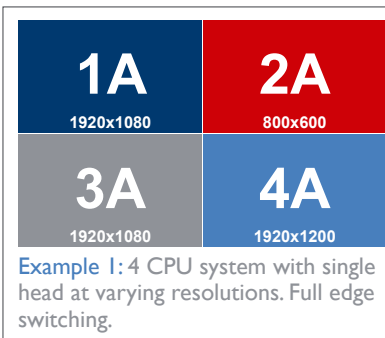 1A 2A
1920x1080 800x600
3A 4A
1920x1080 1920x1200
Example 1: 4 CPU system with single
head at varying resolutions. Full edge
switching.